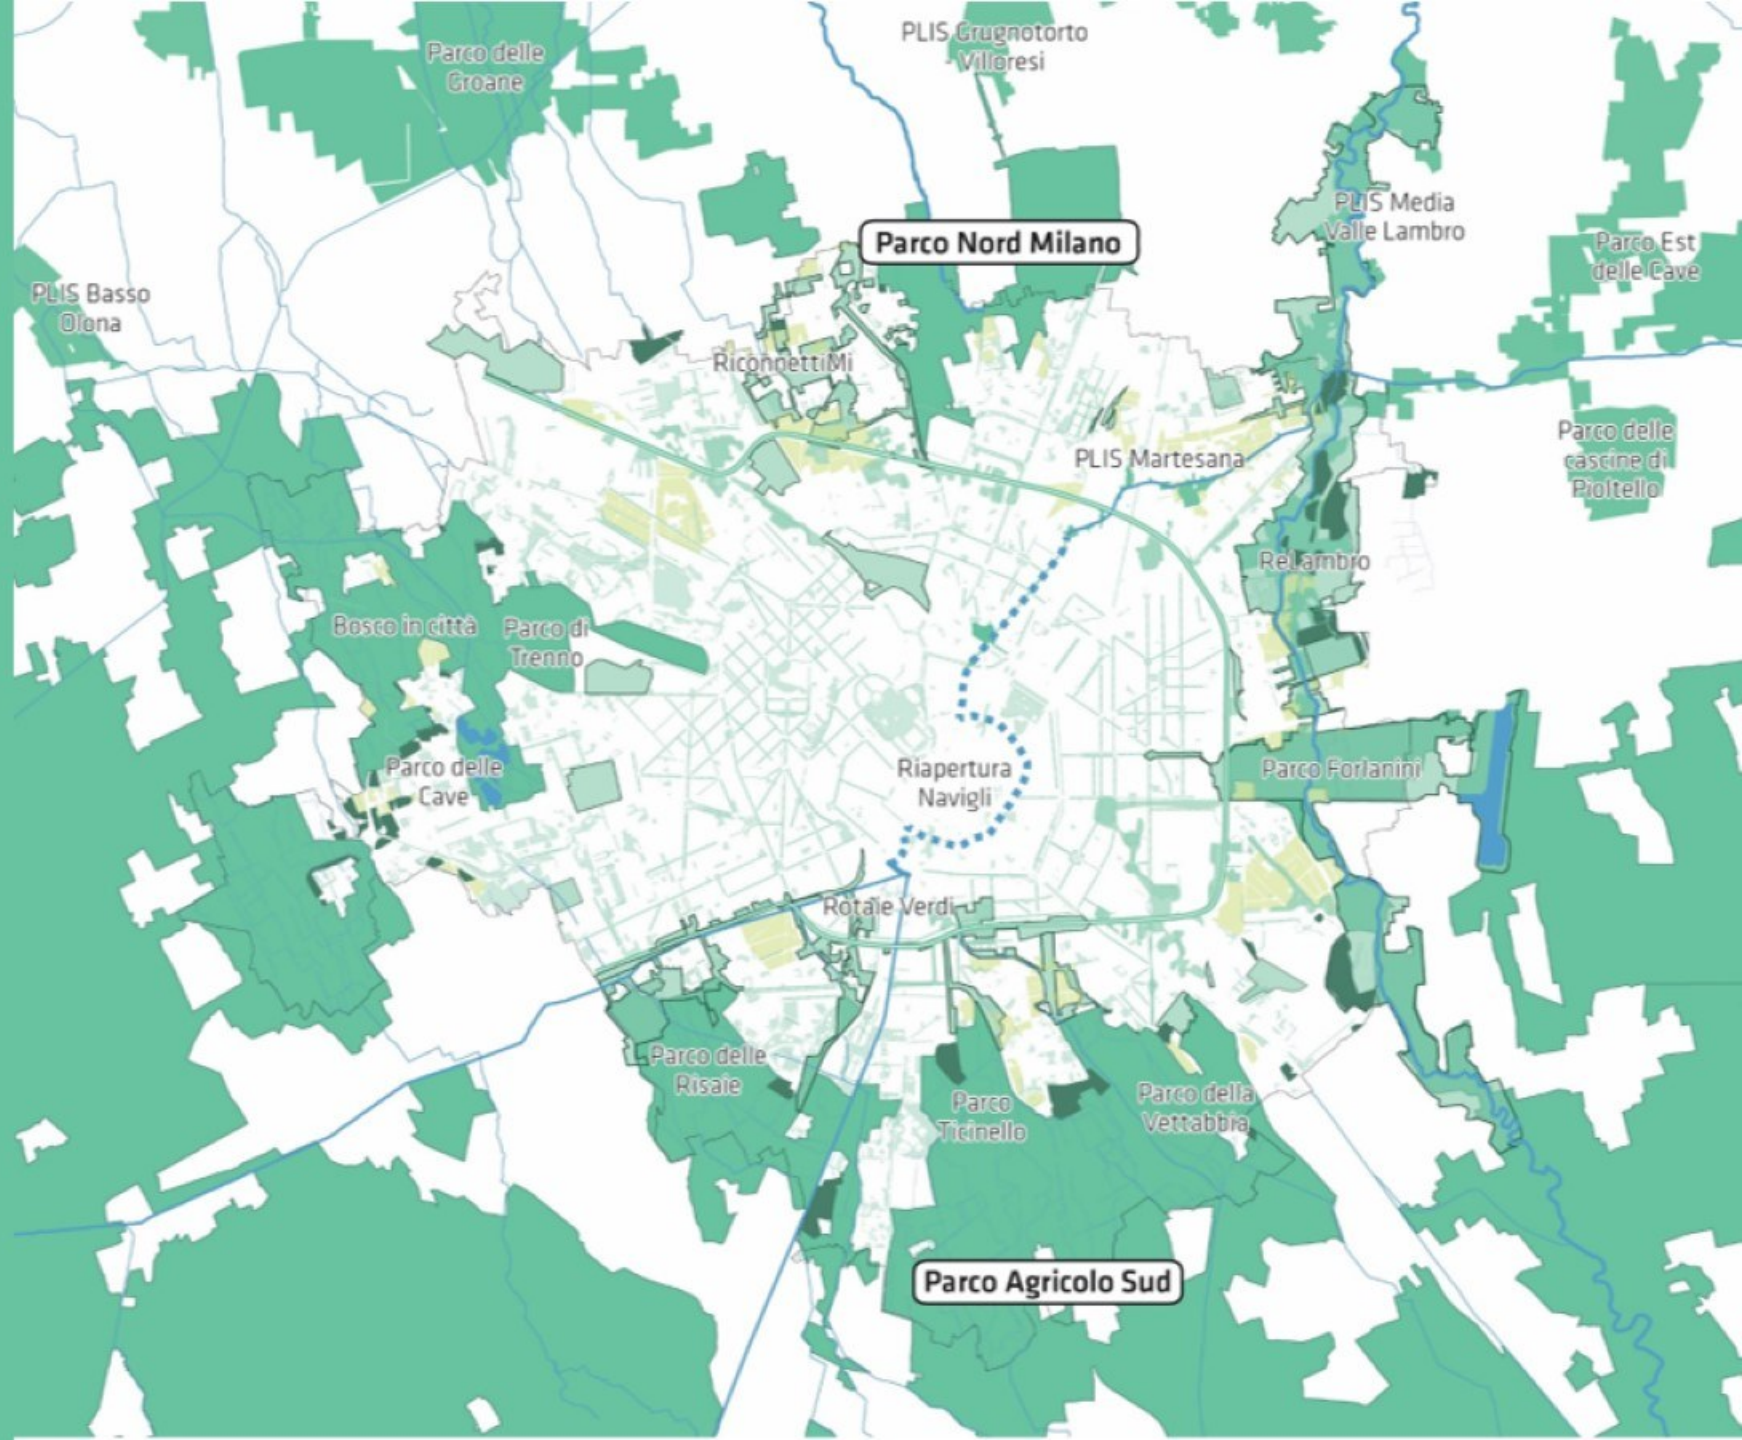 PLIS Grugnotorto
Villoresi
Parco delle
Groane
PLIS Media
Valle Lambro
Parco Nord Milano
Parco Est
delle Cave
PLIS Basso
Olona
RiconnettiMi
Parco delle
cascine di
Pioltello
PLIS Martesana
ReLambro
Bosco in città
Parco di
Trenno
Parco delle
Cave
Riapertura
Navigli
Parco Forlanini
Rotaie Verdi
Parco delle
Risaie
Parco
Ticinello
Parco della
Vettabbia
Parco Agricolo Sud